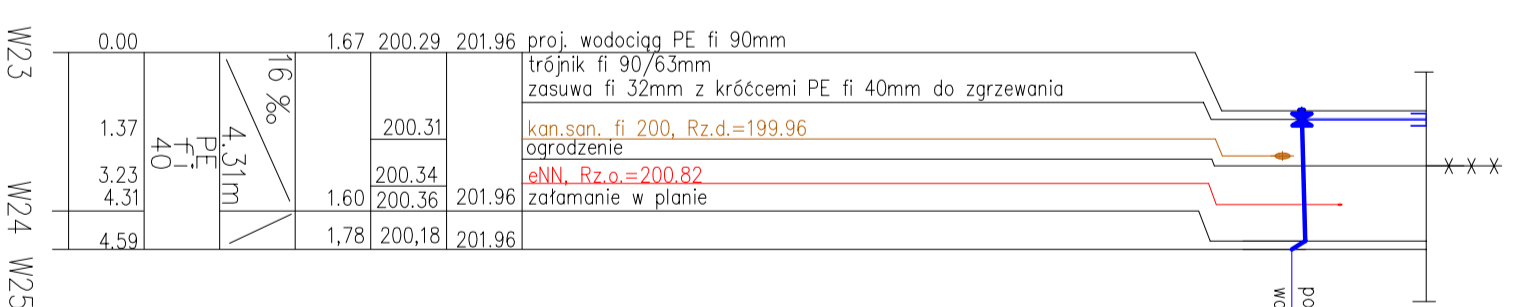 W23
0.00 1.67 200.29 201.96 proj. wodociąg PE fi 90mm
trójnik fi 90/63mm
zasuwa fi 32mm z króćcemi PE fi 40mm do zgrzewania
16 ‰
4.31m
PE
fi
40
1.37 200.31 kan.san. fi 200, Rz.d.=199.96
ogrodzenie
3.23 200.34 eNN, Rz.o.=200.82
W24
4.31 1.60 200.36 201.96 załamanie w planie
4.59 1,78 200,18 201.96
W25
po
wo